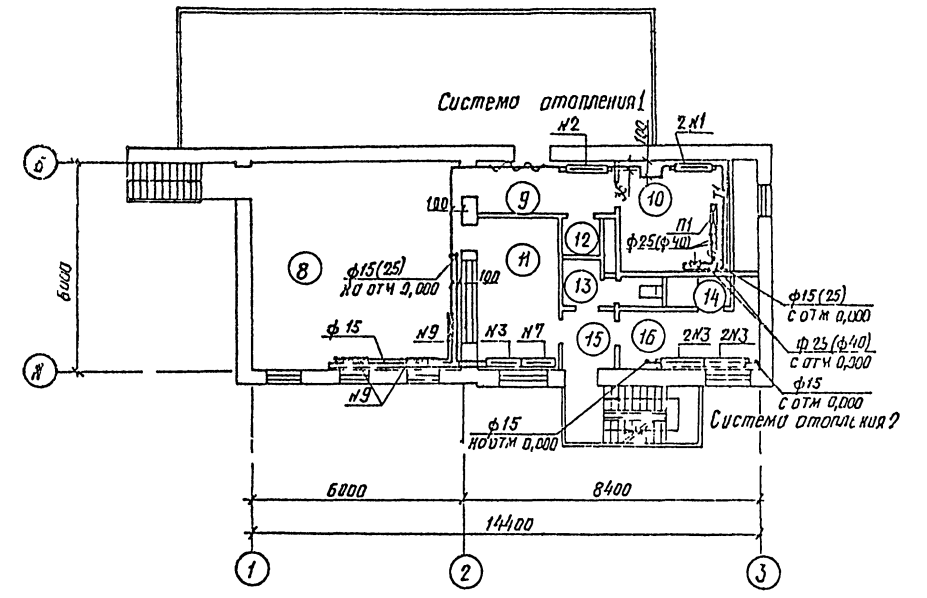 Система отопления 1
N2
2N1
100
Б
9
10
Т1
100
П1
ф25(ф40)
12
11
8
ф15(25)
на отм 0,000
100
13
14
ф15(25)
с отм 0,000
6000
ф15
N9
N3
N7
15
16
2N3
2N3
ф25(ф40)
с отм 0,000
N9
ф15
с отм 0,000
ф15
на отм 0,000
Система отопления 2
6000
8400
14400
1
2
3